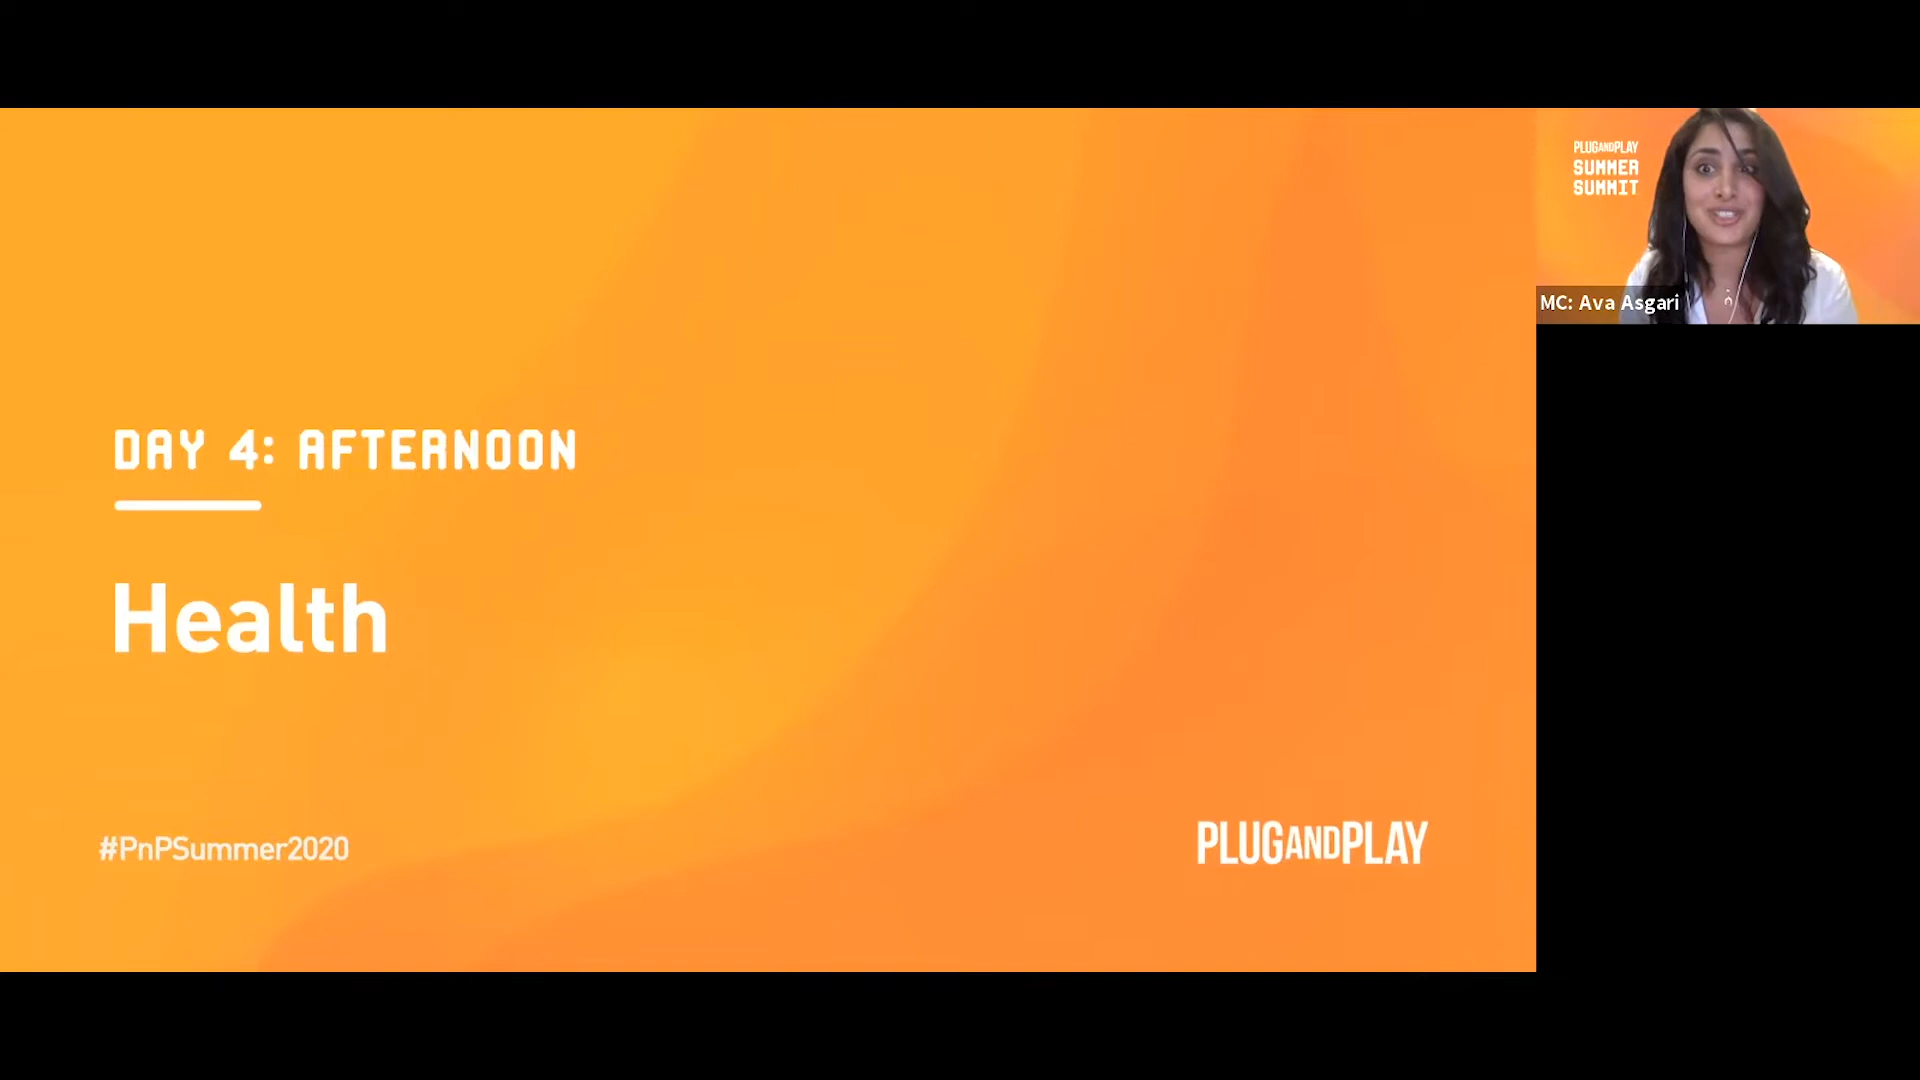 DAY 4: AFTERNOON
Health
#PnPSummer2020
PLUGANDPLAY
PLUGANDPLAY
SUMMER
SUMMIT
MC: Ava Asgari